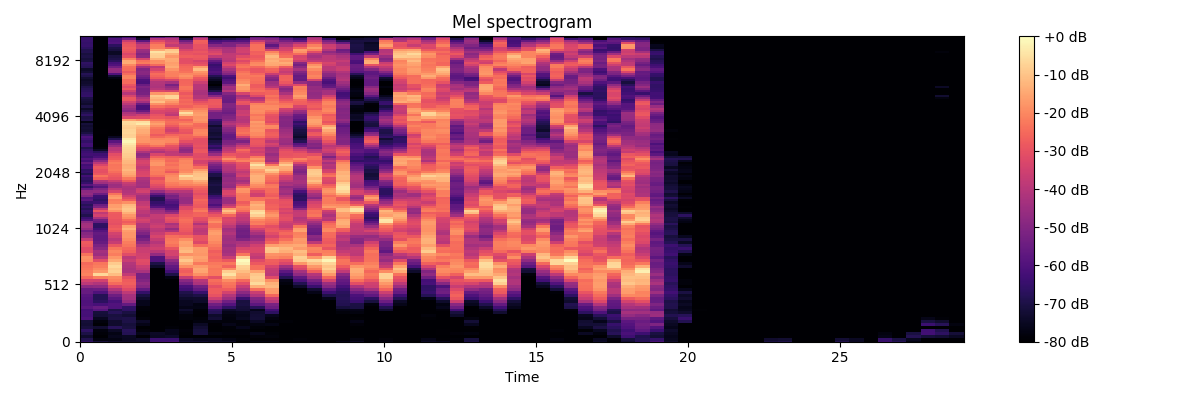 Mel spectrogram
8192
4096
2048
1024
512
0
Hz
0 5 10 15 20 25
Time
+0 dB
-10 dB
-20 dB
-30 dB
-40 dB
-50 dB
-60 dB
-70 dB
-80 dB